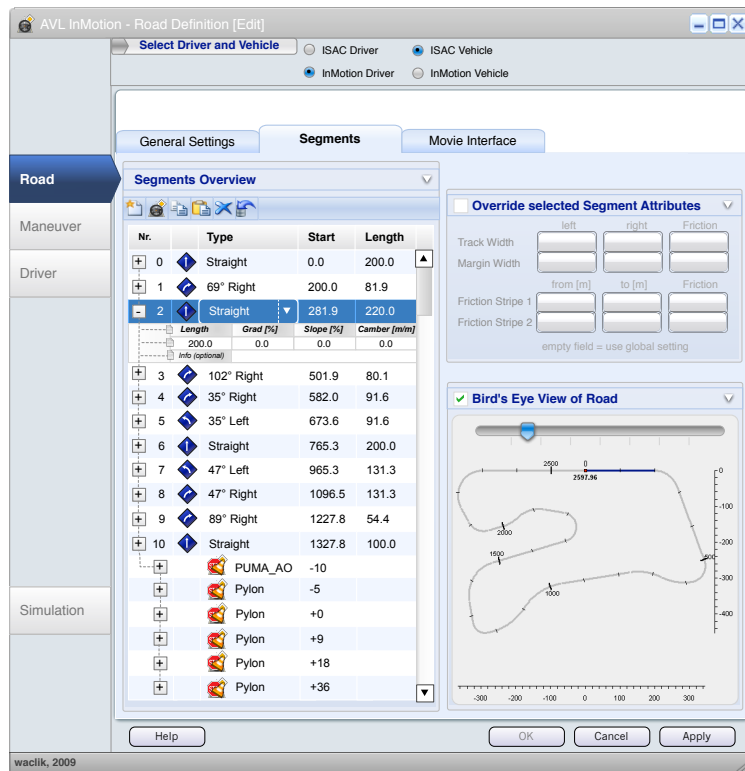 AVL InMotion - Road Definition [Edit]
Select Driver and Vehicle
ISAC Driver
ISAC Vehicle
InMotion Driver
InMotion Vehicle
General Settings
Segments
Movie Interface
Road
Maneuver
Driver
Simulation
Segments Overview
Nr. Type Start Length
0 Straight 0.0 200.0
1 69° Right 200.0 81.9
2 Straight 281.9 220.0
Length Grad [%] Slope [%] Camber [m/m]
200.0 0.0 0.0 0.0
Info (optional)
3 102° Right 501.9 80.1
4 35° Right 582.0 91.6
5 35° Left 673.6 91.6
6 Straight 765.3 200.0
7 47° Left 965.3 131.3
8 47° Right 1096.5 131.3
9 89° Right 1227.8 54.4
10 Straight 1327.8 100.0
PUMA_AO -10
Pylon -5
Pylon +0
Pylon +9
Pylon +18
Pylon +36
Override selected Segment Attributes
left right Friction
Track Width
Margin Width
from [m] to [m] Friction
Friction Stripe 1
Friction Stripe 2
empty field = use global setting
Bird's Eye View of Road
2500 0
2597.96
2000
1500
1000
500
0
-100
-200
-300
-400
-300 -200 -100 0 100 200 300
Help
OK
Cancel
Apply
waclik, 2009